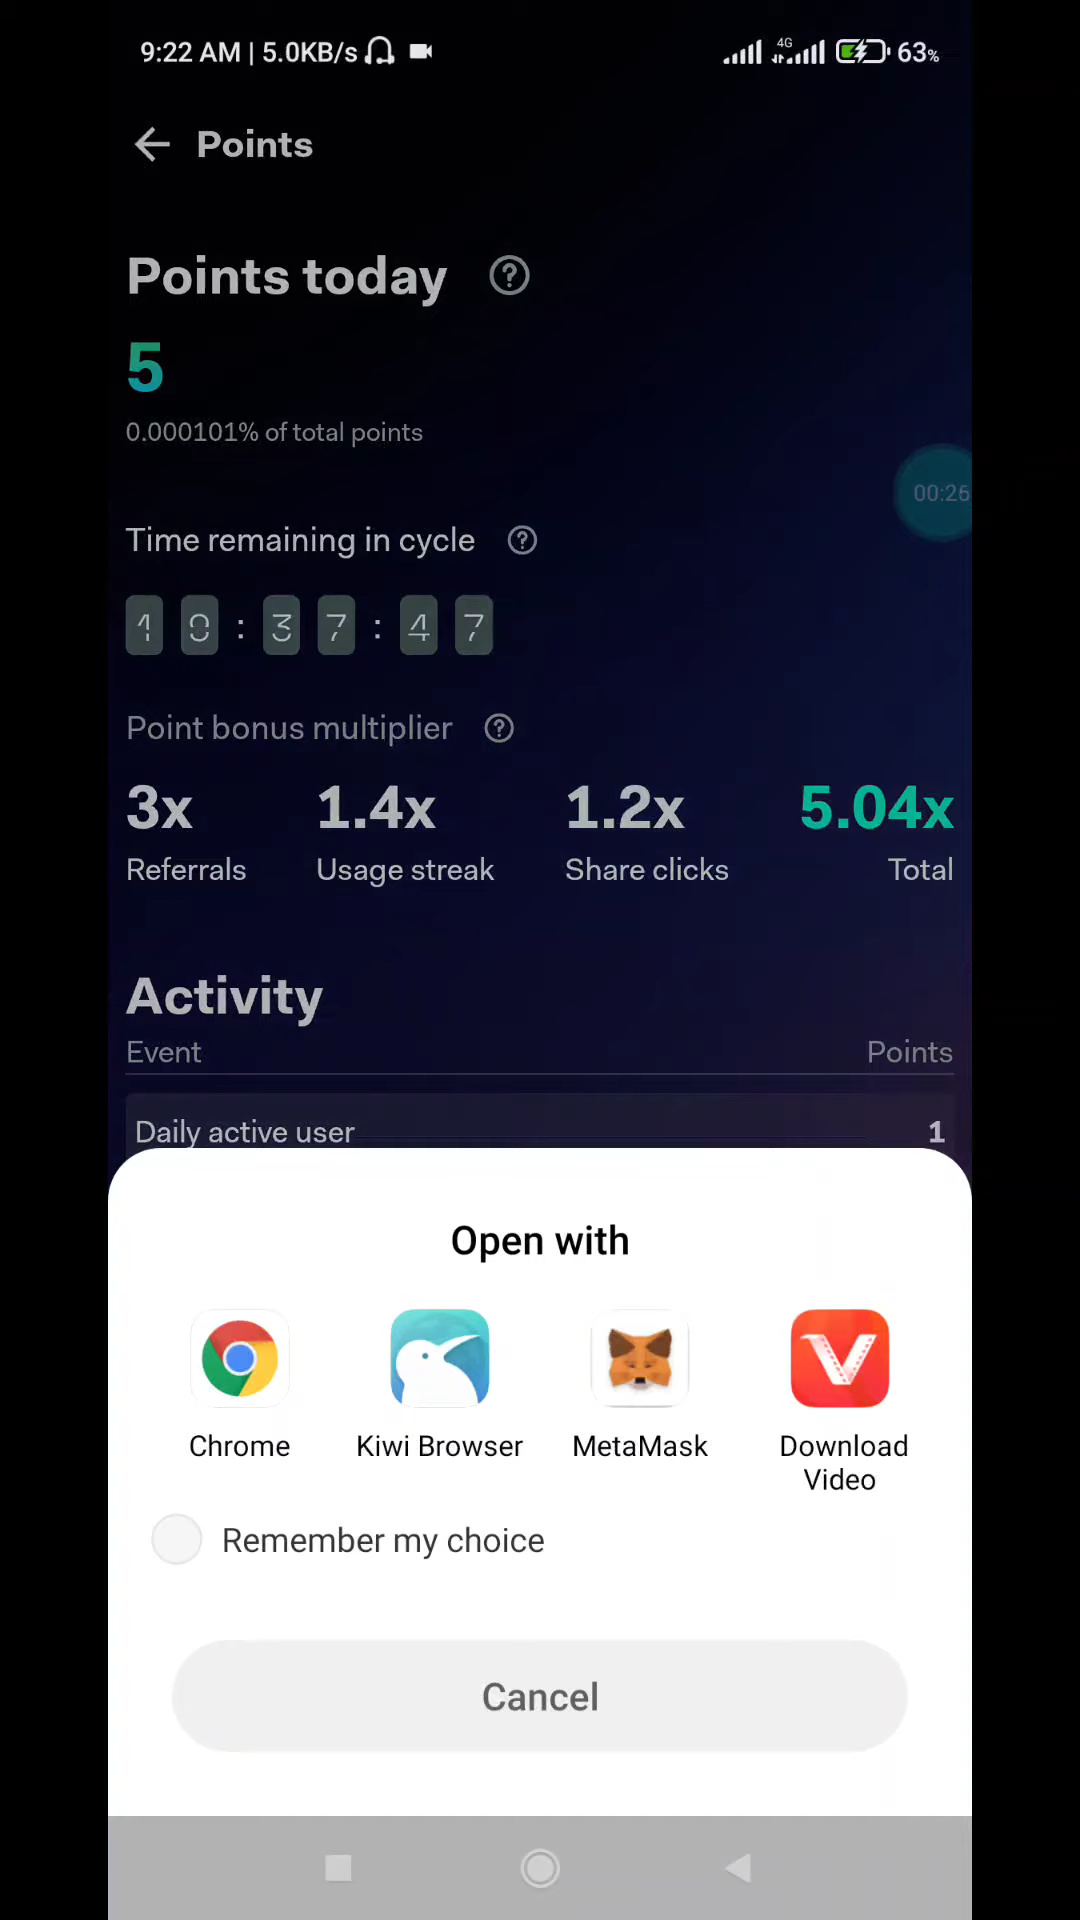 9:22 AM | 5.0KB/s 4G 63%
Points
Points today
5
0.000101% of total points
00:26
Time remaining in cycle
: 37 : 47
Point bonus multiplier
3x 1.4x 1.2x 5.04x
Referrals Usage streak Share clicks Total
Activity
Event Points
Daily active user 1
Open with
Chrome Kiwi Browser MetaMask Download Video
Remember my choice
Cancel